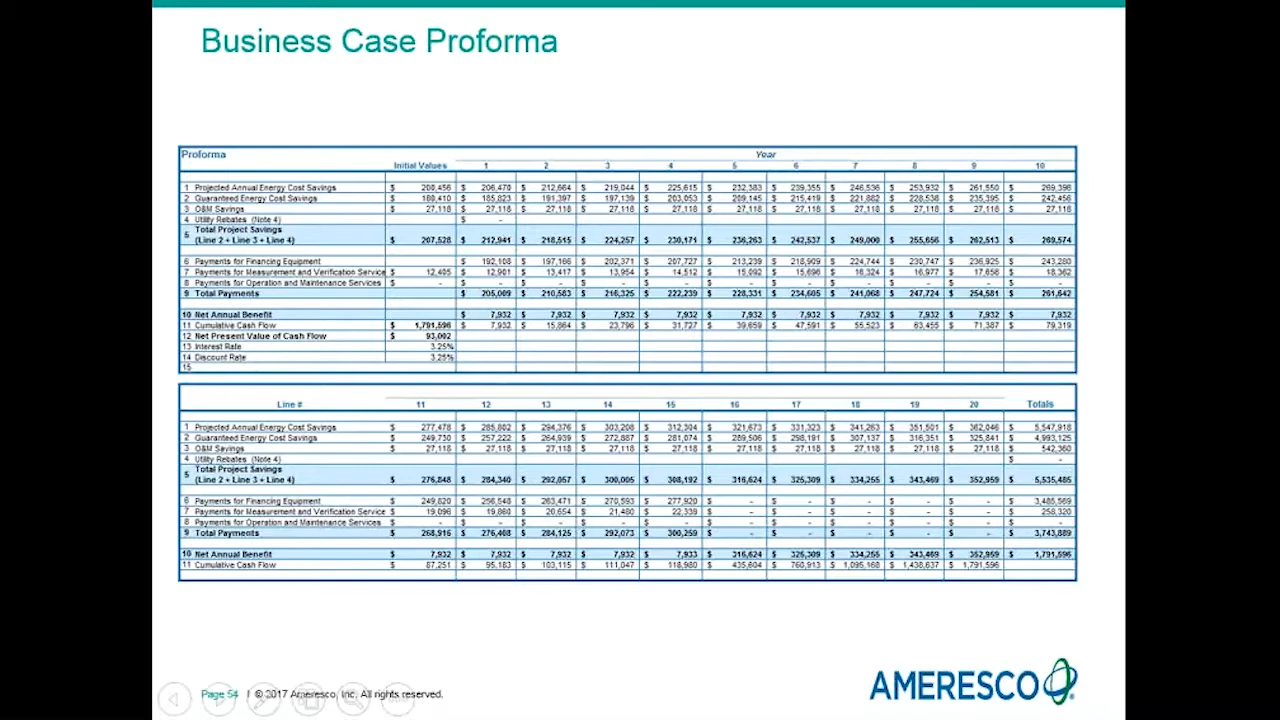 Business Case Proforma
Proforma Year
Initial Values 1 2 3 4 5 6 7 8 9 10
1 Projected Annual Energy Cost Savings $ 200,456 $ 206,470 $ 212,664 $ 219,044 $ 225,615 $ 232,383 $ 239,355 $ 246,536 $ 253,932 $ 261,550 $ 269,396
2 Guaranteed Energy Cost Savings $ 180,410 $ 185,823 $ 191,397 $ 197,139 $ 203,053 $ 209,145 $ 215,419 $ 221,882 $ 228,538 $ 235,395 $ 242,456
3 O&M Savings $ 27,118 $ 27,118 $ 27,118 $ 27,118 $ 27,118 $ 27,118 $ 27,118 $ 27,118 $ 27,118 $ 27,118 $ 27,118
4 Utility Rebates (Note 4) $ -
5 Total Project Savings
(Line 2 + Line 3 + Line 4) $ 207,528 $ 212,941 $ 218,515 $ 224,257 $ 230,171 $ 236,263 $ 242,537 $ 249,000 $ 255,656 $ 262,513 $ 269,574
6 Payments for Financing Equipment $ 192,108 $ 197,166 $ 202,371 $ 207,727 $ 213,239 $ 218,909 $ 224,744 $ 230,747 $ 236,925 $ 243,280
7 Payments for Measurement and Verification Service $ 12,405 $ 12,901 $ 13,417 $ 13,954 $ 14,512 $ 15,092 $ 15,696 $ 16,324 $ 16,977 $ 17,656 $ 18,362
8 Payments for Operation and Maintenance Services $ - $ - $ - $ - $ - $ - $ - $ - $ - $ - $ -
9 Total Payments $ 205,009 $ 210,583 $ 216,325 $ 222,239 $ 228,331 $ 234,605 $ 241,068 $ 247,724 $ 254,581 $ 261,642
10 Net Annual Benefit $ 7,932 $ 7,932 $ 7,932 $ 7,932 $ 7,932 $ 7,932 $ 7,932 $ 7,932 $ 7,932 $ 7,932
11 Cumulative Cash Flow $ 1,791,596 $ 7,932 $ 15,864 $ 23,796 $ 31,727 $ 39,659 $ 47,591 $ 55,523 $ 63,455 $ 71,387 $ 79,319
12 Net Present Value of Cash Flow $ 93,002
13 Interest Rate 3.25%
14 Discount Rate 3.25%
15
Line # 11 12 13 14 15 16 17 18 19 20 Totals
1 Projected Annual Energy Cost Savings $ 277,478 $ 285,802 $ 294,376 $ 303,208 $ 312,304 $ 321,673 $ 331,323 $ 341,263 $ 351,501 $ 362,046 $ 5,547,918
2 Guaranteed Energy Cost Savings $ 249,730 $ 257,222 $ 264,939 $ 272,887 $ 281,074 $ 289,506 $ 298,191 $ 307,137 $ 316,351 $ 325,841 $ 4,993,125
3 O&M Savings $ 27,118 $ 27,118 $ 27,118 $ 27,118 $ 27,118 $ 27,118 $ 27,118 $ 27,118 $ 27,118 $ 27,118 $ 542,360
4 Utility Rebates (Note 4) $ -
5 Total Project Savings
(Line 2 + Line 3 + Line 4) $ 276,848 $ 284,340 $ 292,057 $ 300,005 $ 308,192 $ 316,624 $ 325,309 $ 334,255 $ 343,469 $ 352,959 $ 5,535,485
6 Payments for Financing Equipment $ 249,820 $ 256,548 $ 263,471 $ 270,593 $ 277,920 $ - $ - $ - $ - $ - $ 3,485,569
7 Payments for Measurement and Verification Service $ 19,096 $ 19,860 $ 20,654 $ 21,480 $ 22,339 $ - $ - $ - $ - $ - $ 258,320
8 Payments for Operation and Maintenance Services $ - $ - $ - $ - $ - $ - $ - $ - $ - $ - $ -
9 Total Payments $ 268,916 $ 276,408 $ 284,125 $ 292,073 $ 300,259 $ - $ - $ - $ - $ - $ 3,743,889
10 Net Annual Benefit $ 7,932 $ 7,932 $ 7,932 $ 7,932 $ 7,933 $ 316,624 $ 325,309 $ 334,255 $ 343,469 $ 352,959 $ 1,791,596
11 Cumulative Cash Flow $ 87,251 $ 95,183 $ 103,115 $ 111,047 $ 118,980 $ 435,604 $ 760,913 $ 1,095,168 $ 1,438,637 $ 1,791,596
Page 54 | © 2017 Ameresco, Inc. All rights reserved.
AMERESCO